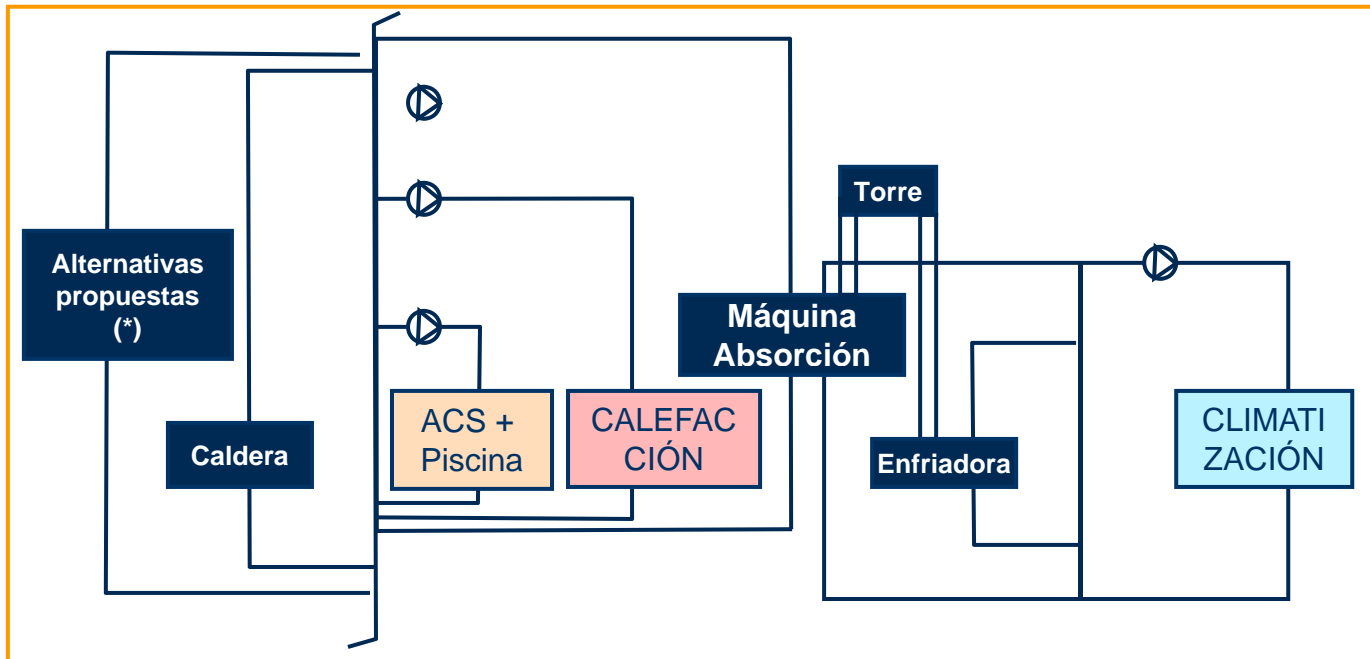 Alternativas
propuestas
(*)
Caldera
ACS +
Piscina
CALEFAC
CIÓN
Máquina
Absorción
Torre
Enfriadora
CLIMATI
ZACIÓN